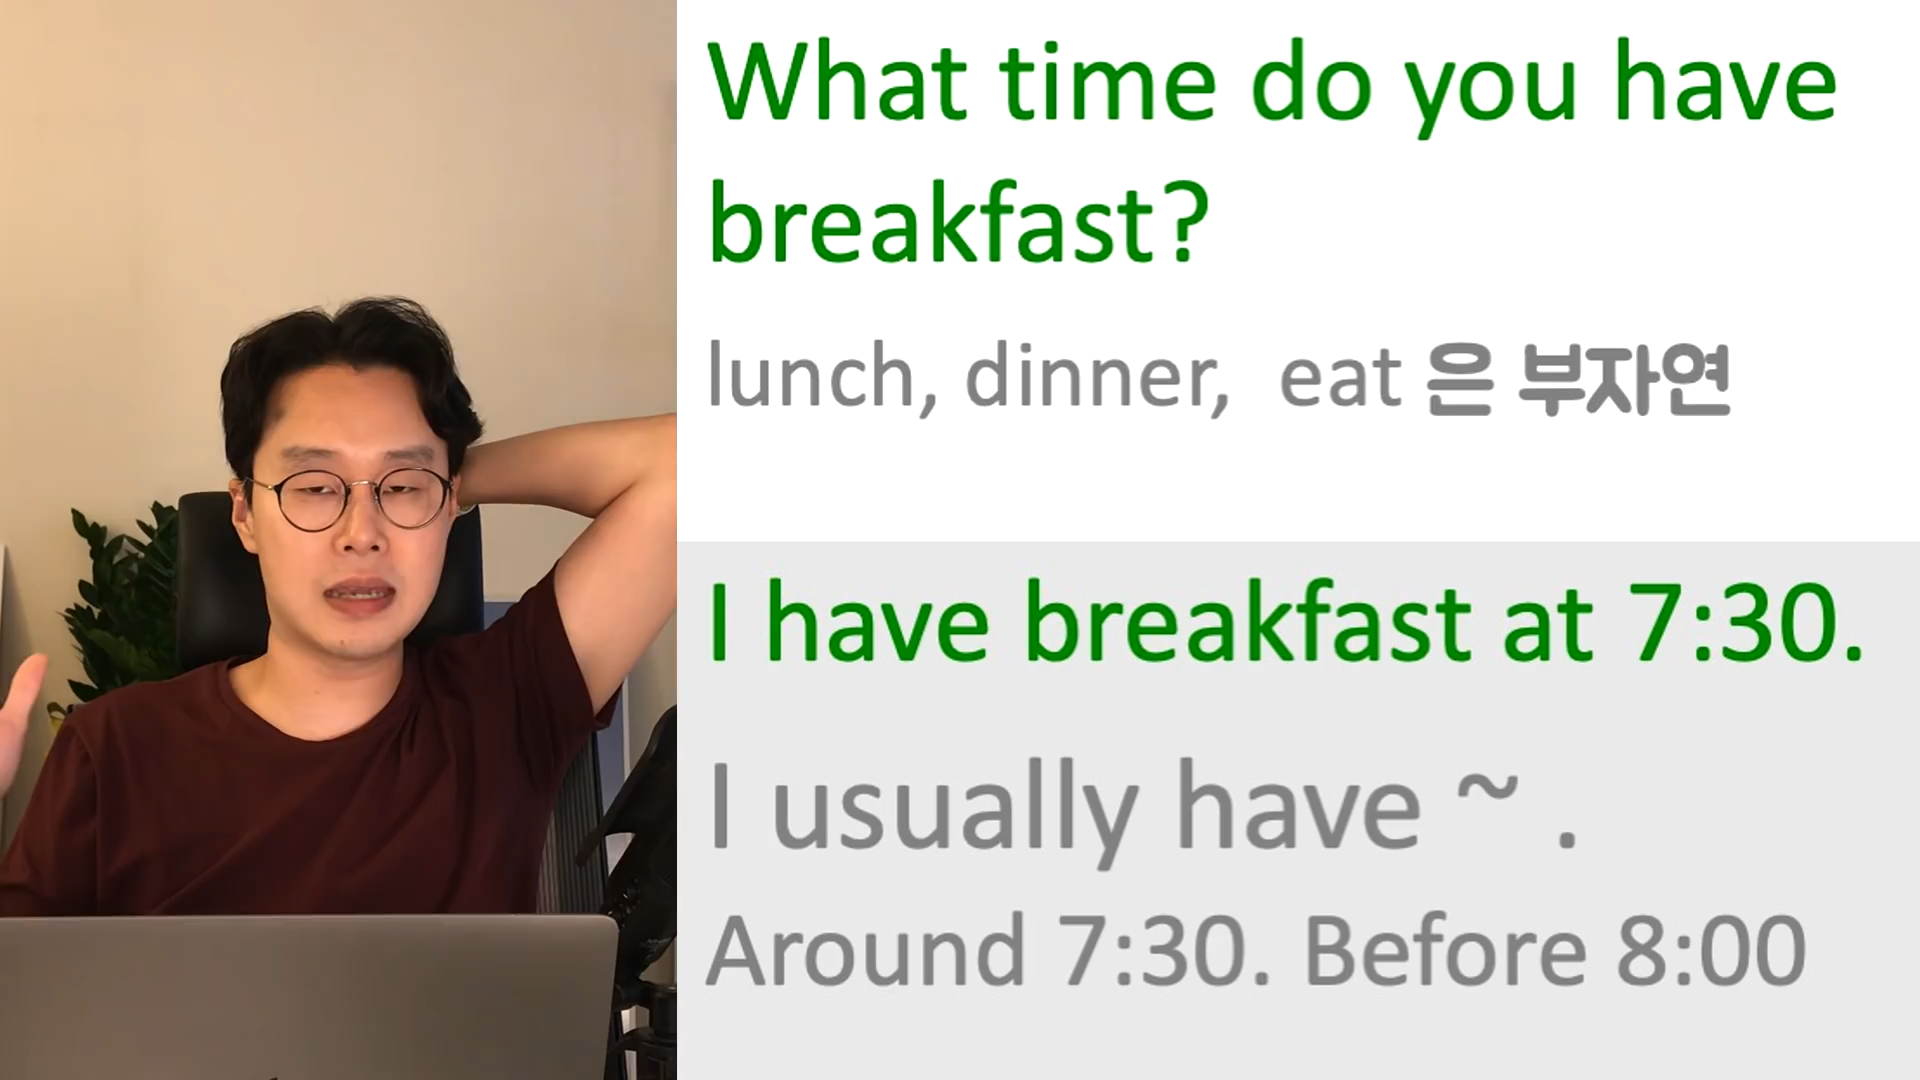 What time do you have
breakfast?
lunch, dinner,  eat 은 부자연
I have breakfast at 7:30.
I usually have ~ .
Around 7:30. Before 8:00